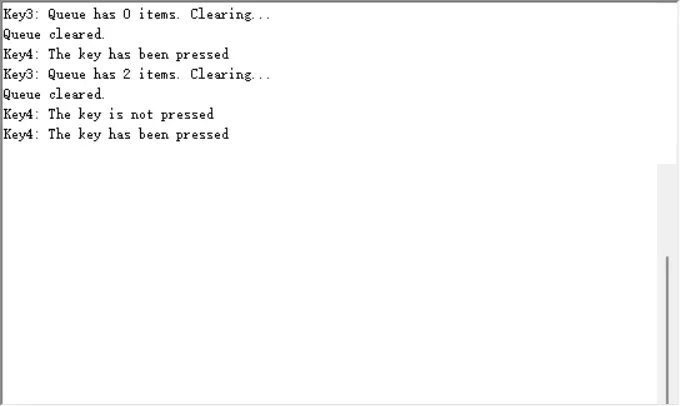 Key3: Queue has 0 items. Clearing...
Queue cleared.
Key4: The key has been pressed
Key3: Queue has 2 items. Clearing...
Queue cleared.
Key4: The key is not pressed
Key4: The key has been pressed